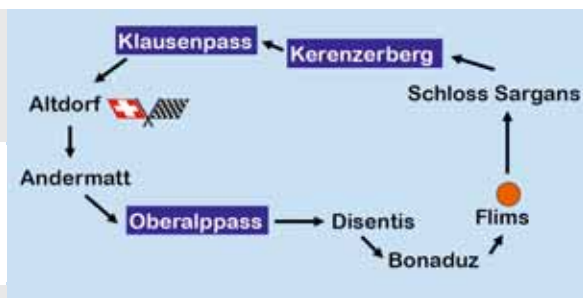 Klausenpass
Kerenzerberg
Schloss Sargans
Altdorf
Andermatt
Oberalppass
Disentis
Flims
Bonaduz